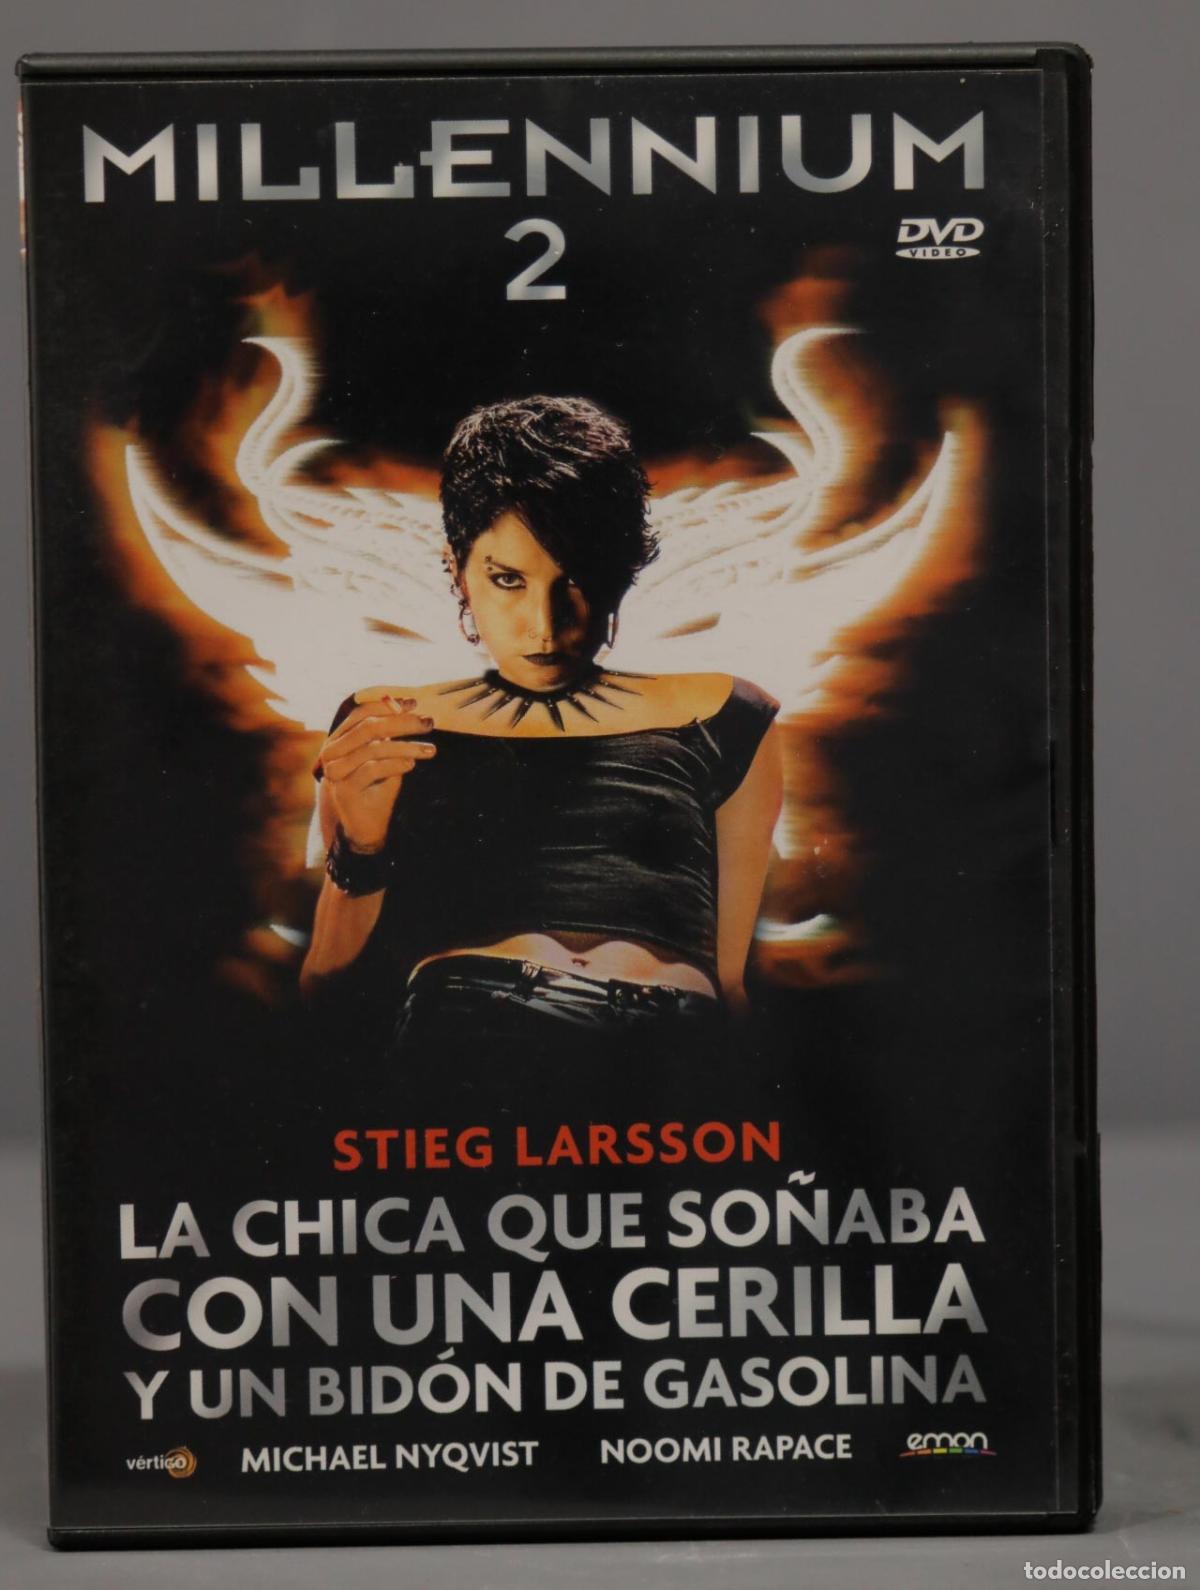 MILLENNIUM
2
DVD
VIDEO
STIEG LARSSON
LA CHICA QUE SOÑABA
CON UNA CERILLA
Y UN BIDÓN DE GASOLINA
vértigo
MICHAEL NYQVIST
NOOMI RAPACE
emon
todocoleccion